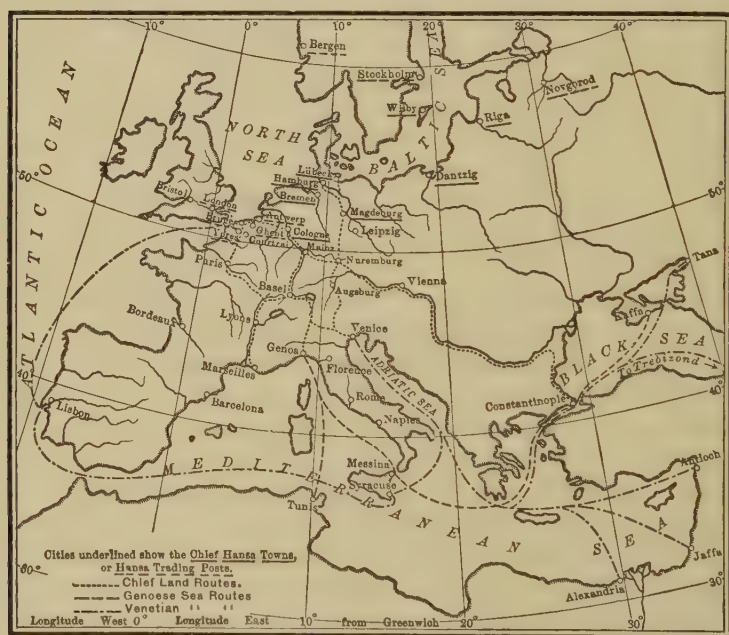 10°
0°
10°
20°
30°
40°
Bergen
Stockholm
Novgorod
Wisby
Riga
BALTIC SEA
NORTH
SEA
ATLANTIC OCEAN
50°
50°
Lübeck
Hamburg
Bremen
Dantzig
Bristol
London
Antwerp
Magdeburg
Bruges
Ghent
Cologne
Leipzig
Ypres
Courtrai
Mainz
Nuremburg
Paris
Tana
Basel
Augsburg
Vienna
Kaffa
Bordeaux
Lyons
Venice
BLACK SEA
To Trebizond
Genoa
Florence
ADRIATIC SEA
Marseilles
40°
40°
Lisbon
Barcelona
Rome
Naples
Constantinople
MEDITERRANEAN SEA
Messina
Syracuse
Antioch
Tunis
Jaffa
Alexandria
30°
30°
Cities underlined show the Chief Hansa Towns,
or Hansa Trading Posts.
Chief Land Routes.
Genoese Sea Routes
Venetian " "
Longitude West 0° Longitude East 10° from Greenwich 20° 30°